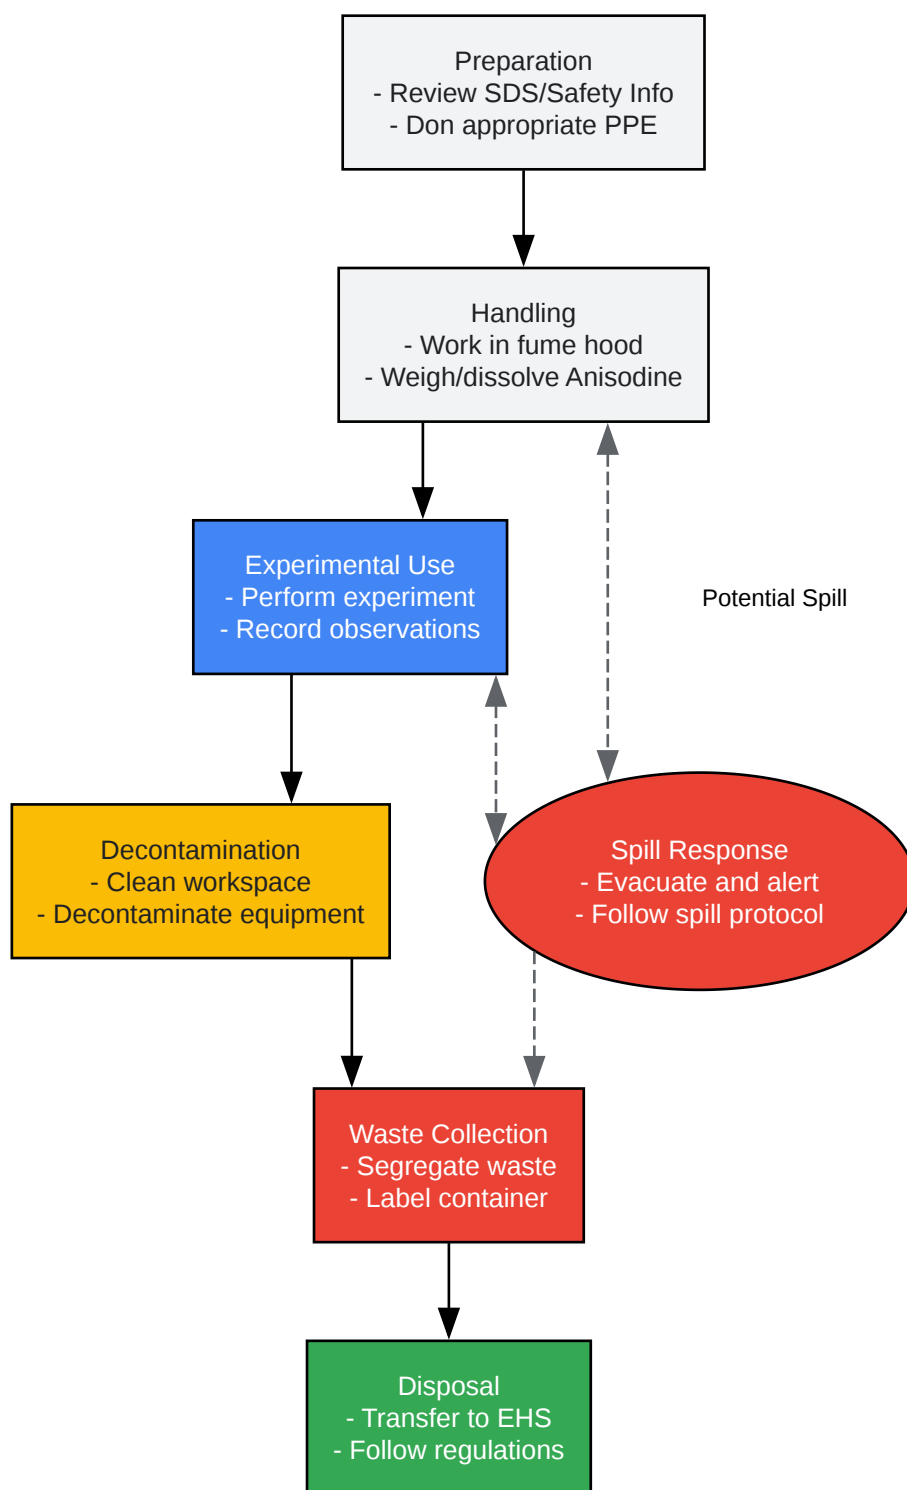 Preparation
- Review SDS/Safety Info
- Don appropriate PPE
Handling
- Work in fume hood
- Weigh/dissolve Anisodine
Experimental Use
- Perform experiment
- Record observations
Potential Spill
Decontamination
- Clean workspace
- Decontaminate equipment
Spill Response
- Evacuate and alert
- Follow spill protocol
Waste Collection
- Segregate waste
- Label container
Disposal
- Transfer to EHS
- Follow regulations